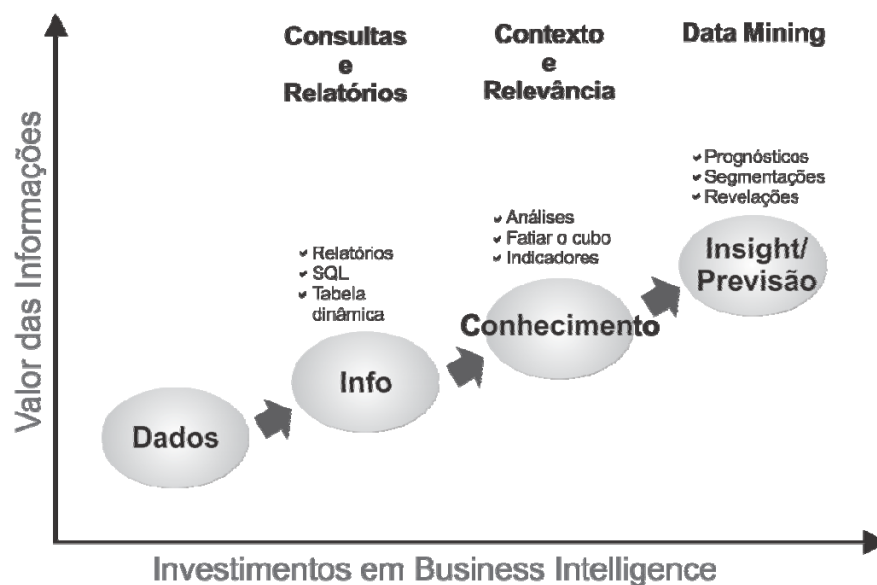 Consultas
e
Relatórios
Contexto
e
Relevância
Data Mining
Prognósticos
Segmentações
Revelações
Análises
Fatiar o cubo
Indicadores
Relatórios
SQL
Tabela
dinâmica
Insight/
Previsão
Conhecimento
Info
Dados
Valor das Informações
Investimentos em Business Intelligence